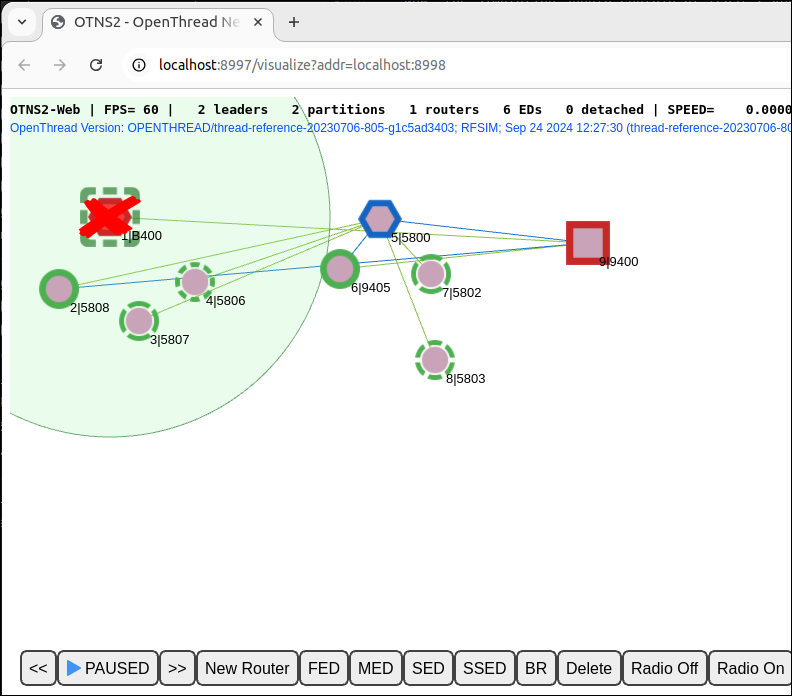 OTNS2 - OpenThread Ne
localhost:8997/visualize?addr=localhost:8998
OTNS2-Web | FPS= 60 | 2 leaders 2 partitions 1 routers 6 EDs 0 detached | SPEED= 0.0000
OpenThread Version: OPENTHREAD/thread-reference-20230706-805-g1c5ad3403; RFSIM; Sep 24 2024 12:27:30 (thread-reference-20230706-80
1|B400
5|5800
9|9400
6|9405
7|5802
4|5806
2|5808
3|5807
8|5803
<< PAUSED >> New Router FED MED SED SSED BR Delete Radio Off Radio On